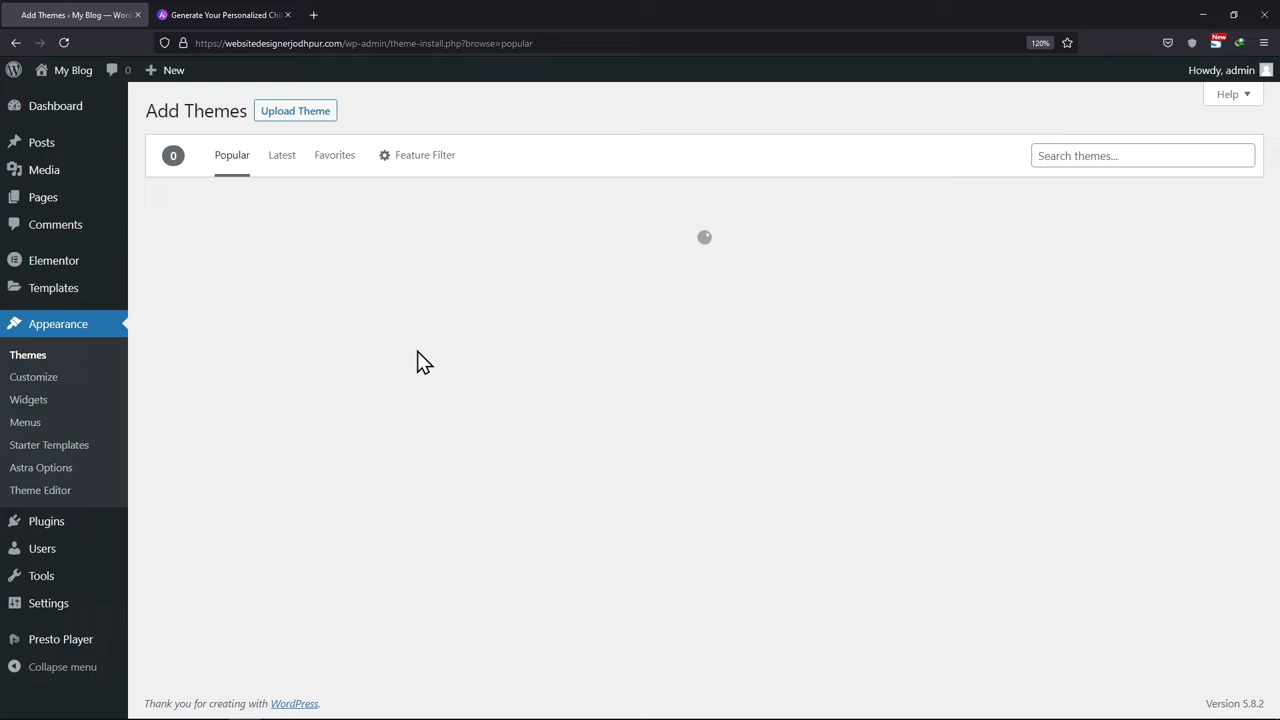 Add Themes ‹ My Blog — Word
Generate Your Personalized Chi
https://websitedesignerjodhpur.com/wp-admin/theme-install.php?browse=popular
120%
New
My Blog
0
New
Howdy, admin
Dashboard
Posts
Media
Pages
Comments
Elementor
Templates
Appearance
Themes
Customize
Widgets
Menus
Starter Templates
Astra Options
Theme Editor
Plugins
Users
Tools
Settings
Presto Player
Collapse menu
Help
Add Themes
Upload Theme
0
Popular
Latest
Favorites
Feature Filter
Search themes...
Thank you for creating with WordPress.
Version 5.8.2